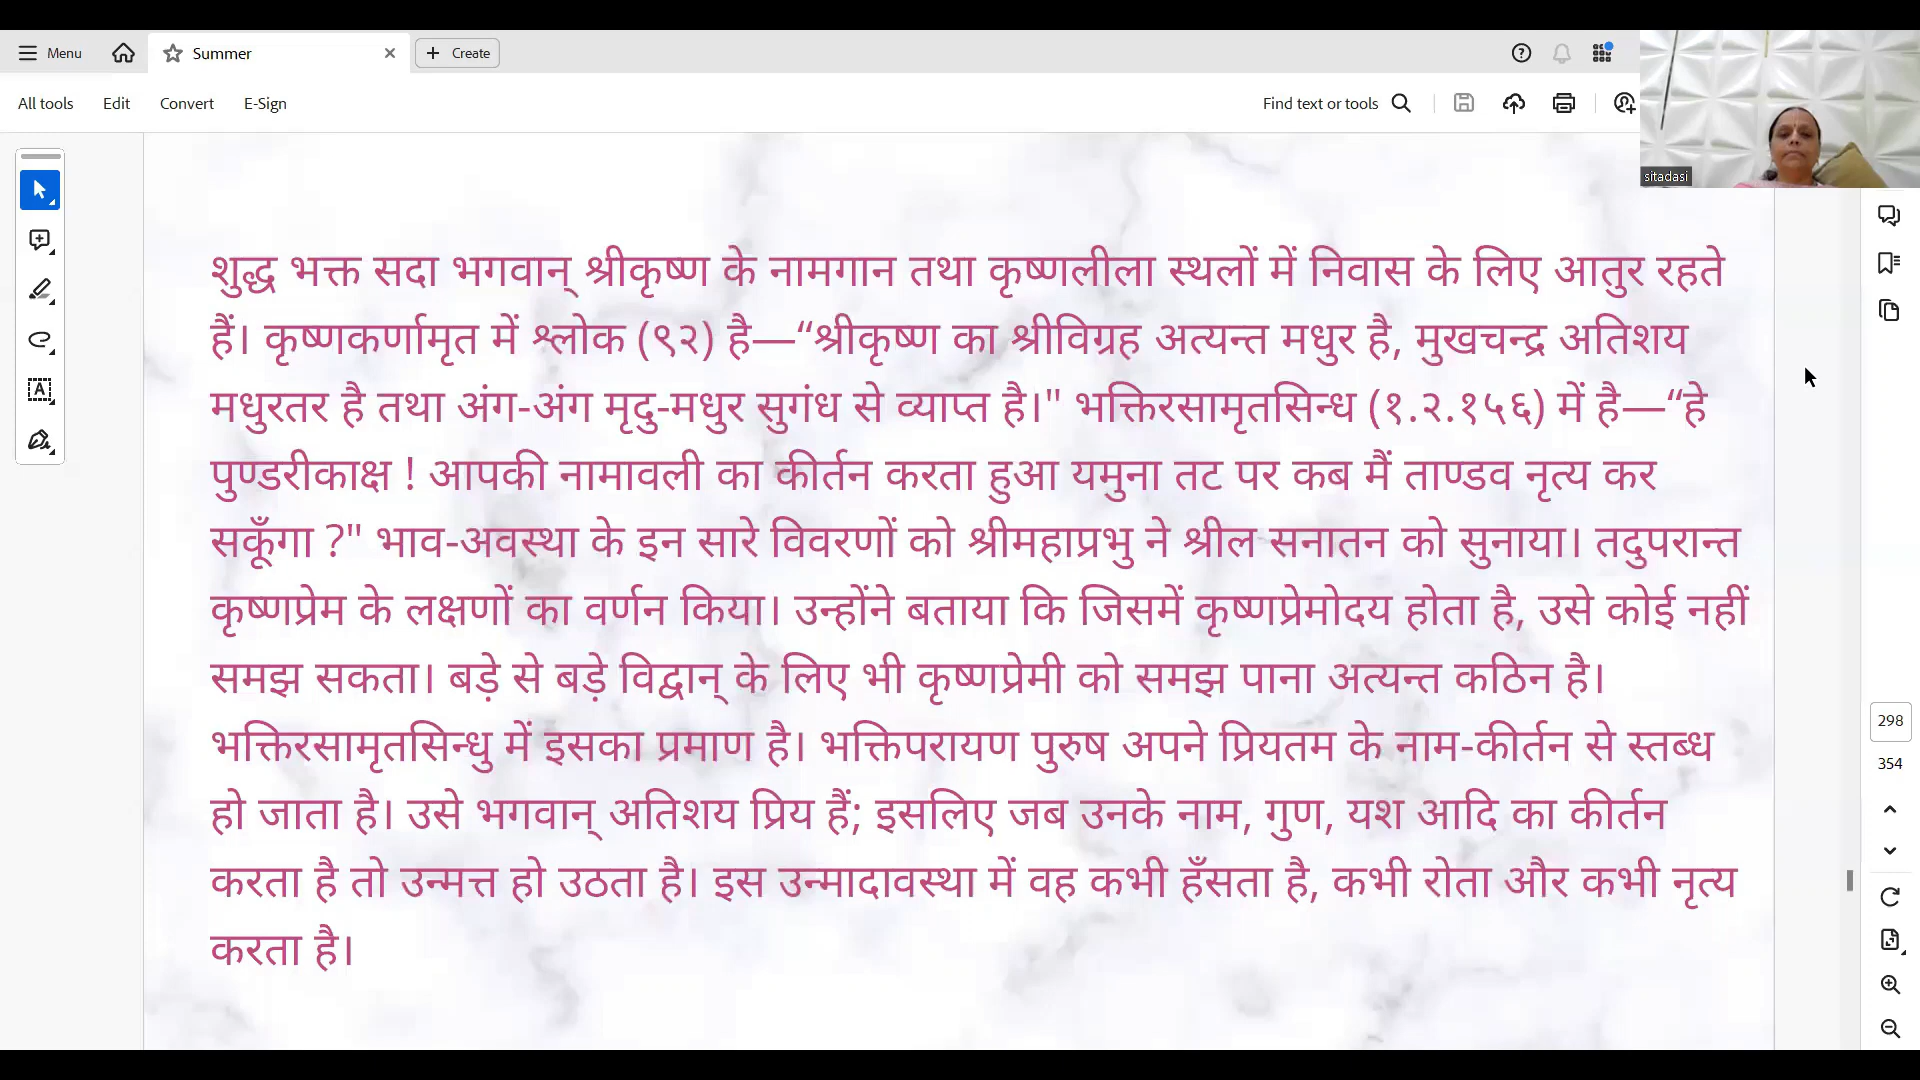 Menu
Summer
Create
All tools
Edit
Convert
E-Sign
Find text or tools
sitadasi
शुद्ध भक्त सदा भगवान् श्रीकृष्ण के नामगान तथा कृष्णलीला स्थलों में निवास के लिए आतुर रहते
हैं। कृष्णकर्णामृत में श्लोक (९२) है—“श्रीकृष्ण का श्रीविग्रह अत्यन्त मधुर है, मुखचन्द्र अतिशय
मधुरतर है तथा अंग-अंग मृदु-मधुर सुगंध से व्याप्त है।" भक्तिरसामृतसिन्ध (१.२.१५६) में है—“हे
पुण्डरीकाक्ष ! आपकी नामावली का कीर्तन करता हुआ यमुना तट पर कब मैं ताण्डव नृत्य कर
सकूँगा ?" भाव-अवस्था के इन सारे विवरणों को श्रीमहाप्रभु ने श्रील सनातन को सुनाया। तदुपरान्त
कृष्णप्रेम के लक्षणों का वर्णन किया। उन्होंने बताया कि जिसमें कृष्णप्रेमोदय होता है, उसे कोई नहीं
समझ सकता। बड़े से बड़े विद्वान् के लिए भी कृष्णप्रेमी को समझ पाना अत्यन्त कठिन है।
भक्तिरसामृतसिन्धु में इसका प्रमाण है। भक्तिपरायण पुरुष अपने प्रियतम के नाम-कीर्तन से स्तब्ध
हो जाता है। उसे भगवान् अतिशय प्रिय हैं; इसलिए जब उनके नाम, गुण, यश आदि का कीर्तन
करता है तो उन्मत्त हो उठता है। इस उन्मादावस्था में वह कभी हँसता है, कभी रोता और कभी नृत्य
करता है।
298
354